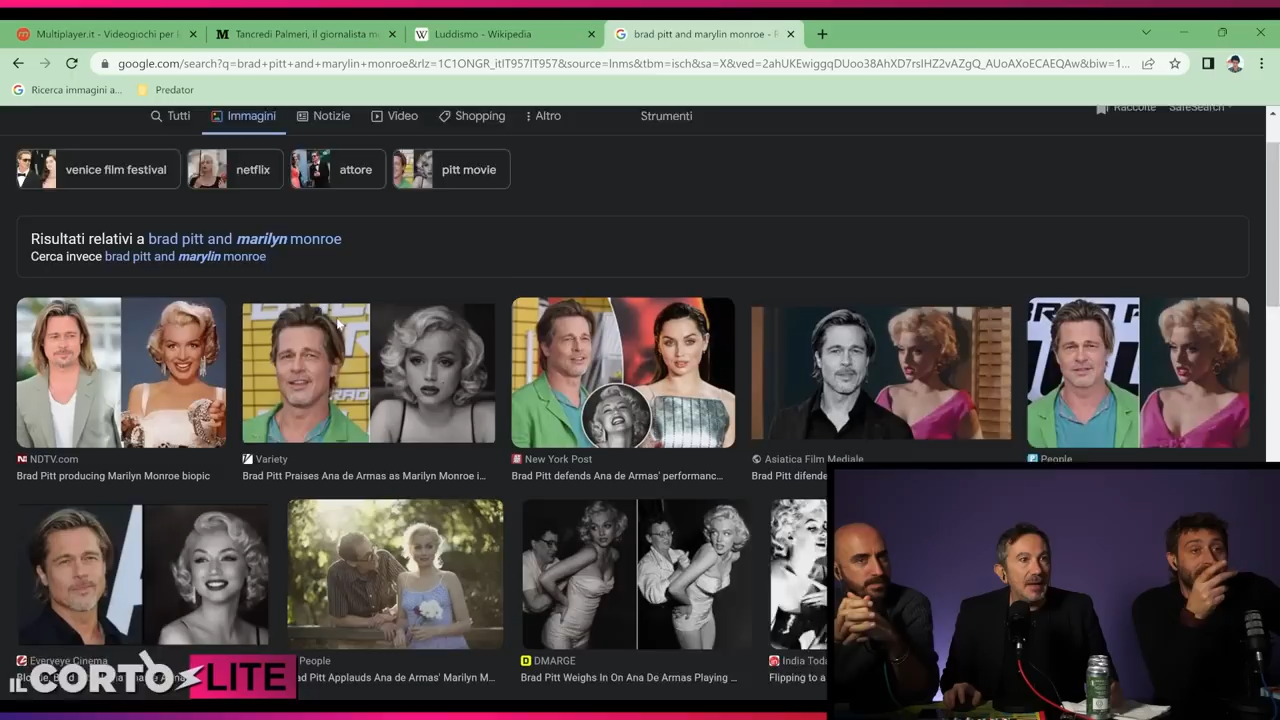 Multiplayer.it - Videogiochi per
Tancredi Palmeri, il giornalista m
Luddismo - Wikipedia
brad pitt and marylin monroe -
google.com/search?q=brad+pitt+and+marylin+monroe&rlz=1C1ONGR_itIT957IT957&source=lnms&tbm=isch&sa=X&ved=2ahUKEwiggqDUoo38AhXD7rsIHZ2vAZgQ_AUoAXoECAEQAw&biw=1...
Ricerca immagini a...
Predator
Tutti
Immagini
Notizie
Video
Shopping
Altro
Strumenti
Raccolte
SafeSearch
venice film festival
netflix
attore
pitt movie
Risultati relativi a brad pitt and marilyn monroe
Cerca invece brad pitt and marylin monroe
NDTV.com
Brad Pitt producing Marilyn Monroe biopic
Variety
Brad Pitt Praises Ana de Armas as Marilyn Monroe i...
New York Post
Brad Pitt defends Ana de Armas' performanc...
Asiatica Film Mediale
Brad Pitt difende
People
Everyeye Cinema
People
Pitt Applauds Ana de Armas' Marilyn M...
DMARGE
Brad Pitt Weighs In On Ana De Armas Playing ...
India Toda
Flipping to a
IL CORTO LITE